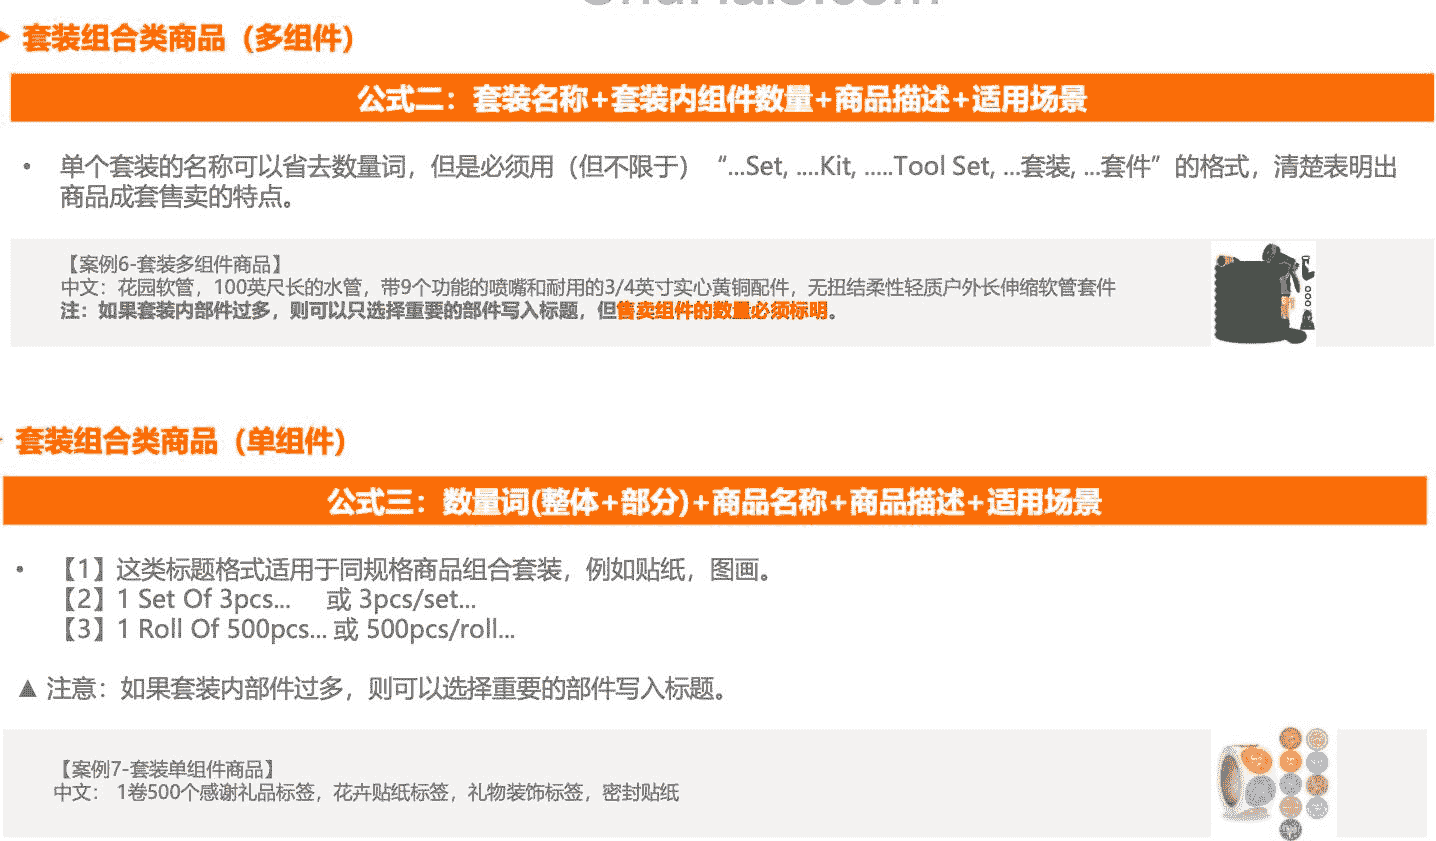 套装组合类商品（多组件）
公式二：套装名称+套装内组件数量+商品描述+适用场景
• 单个套装的名称可以省去数量词，但是必须用（但不限于）“...Set, ....Kit, .....Tool Set, ...套装, ...套件”的格式，清楚表明出
商品成套售卖的特点。
【案例6-套装多组件商品】
中文：花园软管，100英尺长的水管，带9个功能的喷嘴和耐用的3/4英寸实心黄铜配件，无扭结柔性轻质户外长伸缩软管套件
注：如果套装内部件过多，则可以只选择重要的部件写入标题，但售卖组件的数量必须标明。
套装组合类商品（单组件）
公式三：数量词(整体+部分)+商品名称+商品描述+适用场景
• 【1】这类标题格式适用于同规格商品组合套装，例如贴纸，图画。
【2】1 Set Of 3pcs... 或 3pcs/set...
【3】1 Roll Of 500pcs... 或 500pcs/roll...
▲ 注意：如果套装内部件过多，则可以选择重要的部件写入标题。
【案例7-套装单组件商品】
中文： 1卷500个感谢礼品标签，花卉贴纸标签，礼物装饰标签，密封贴纸